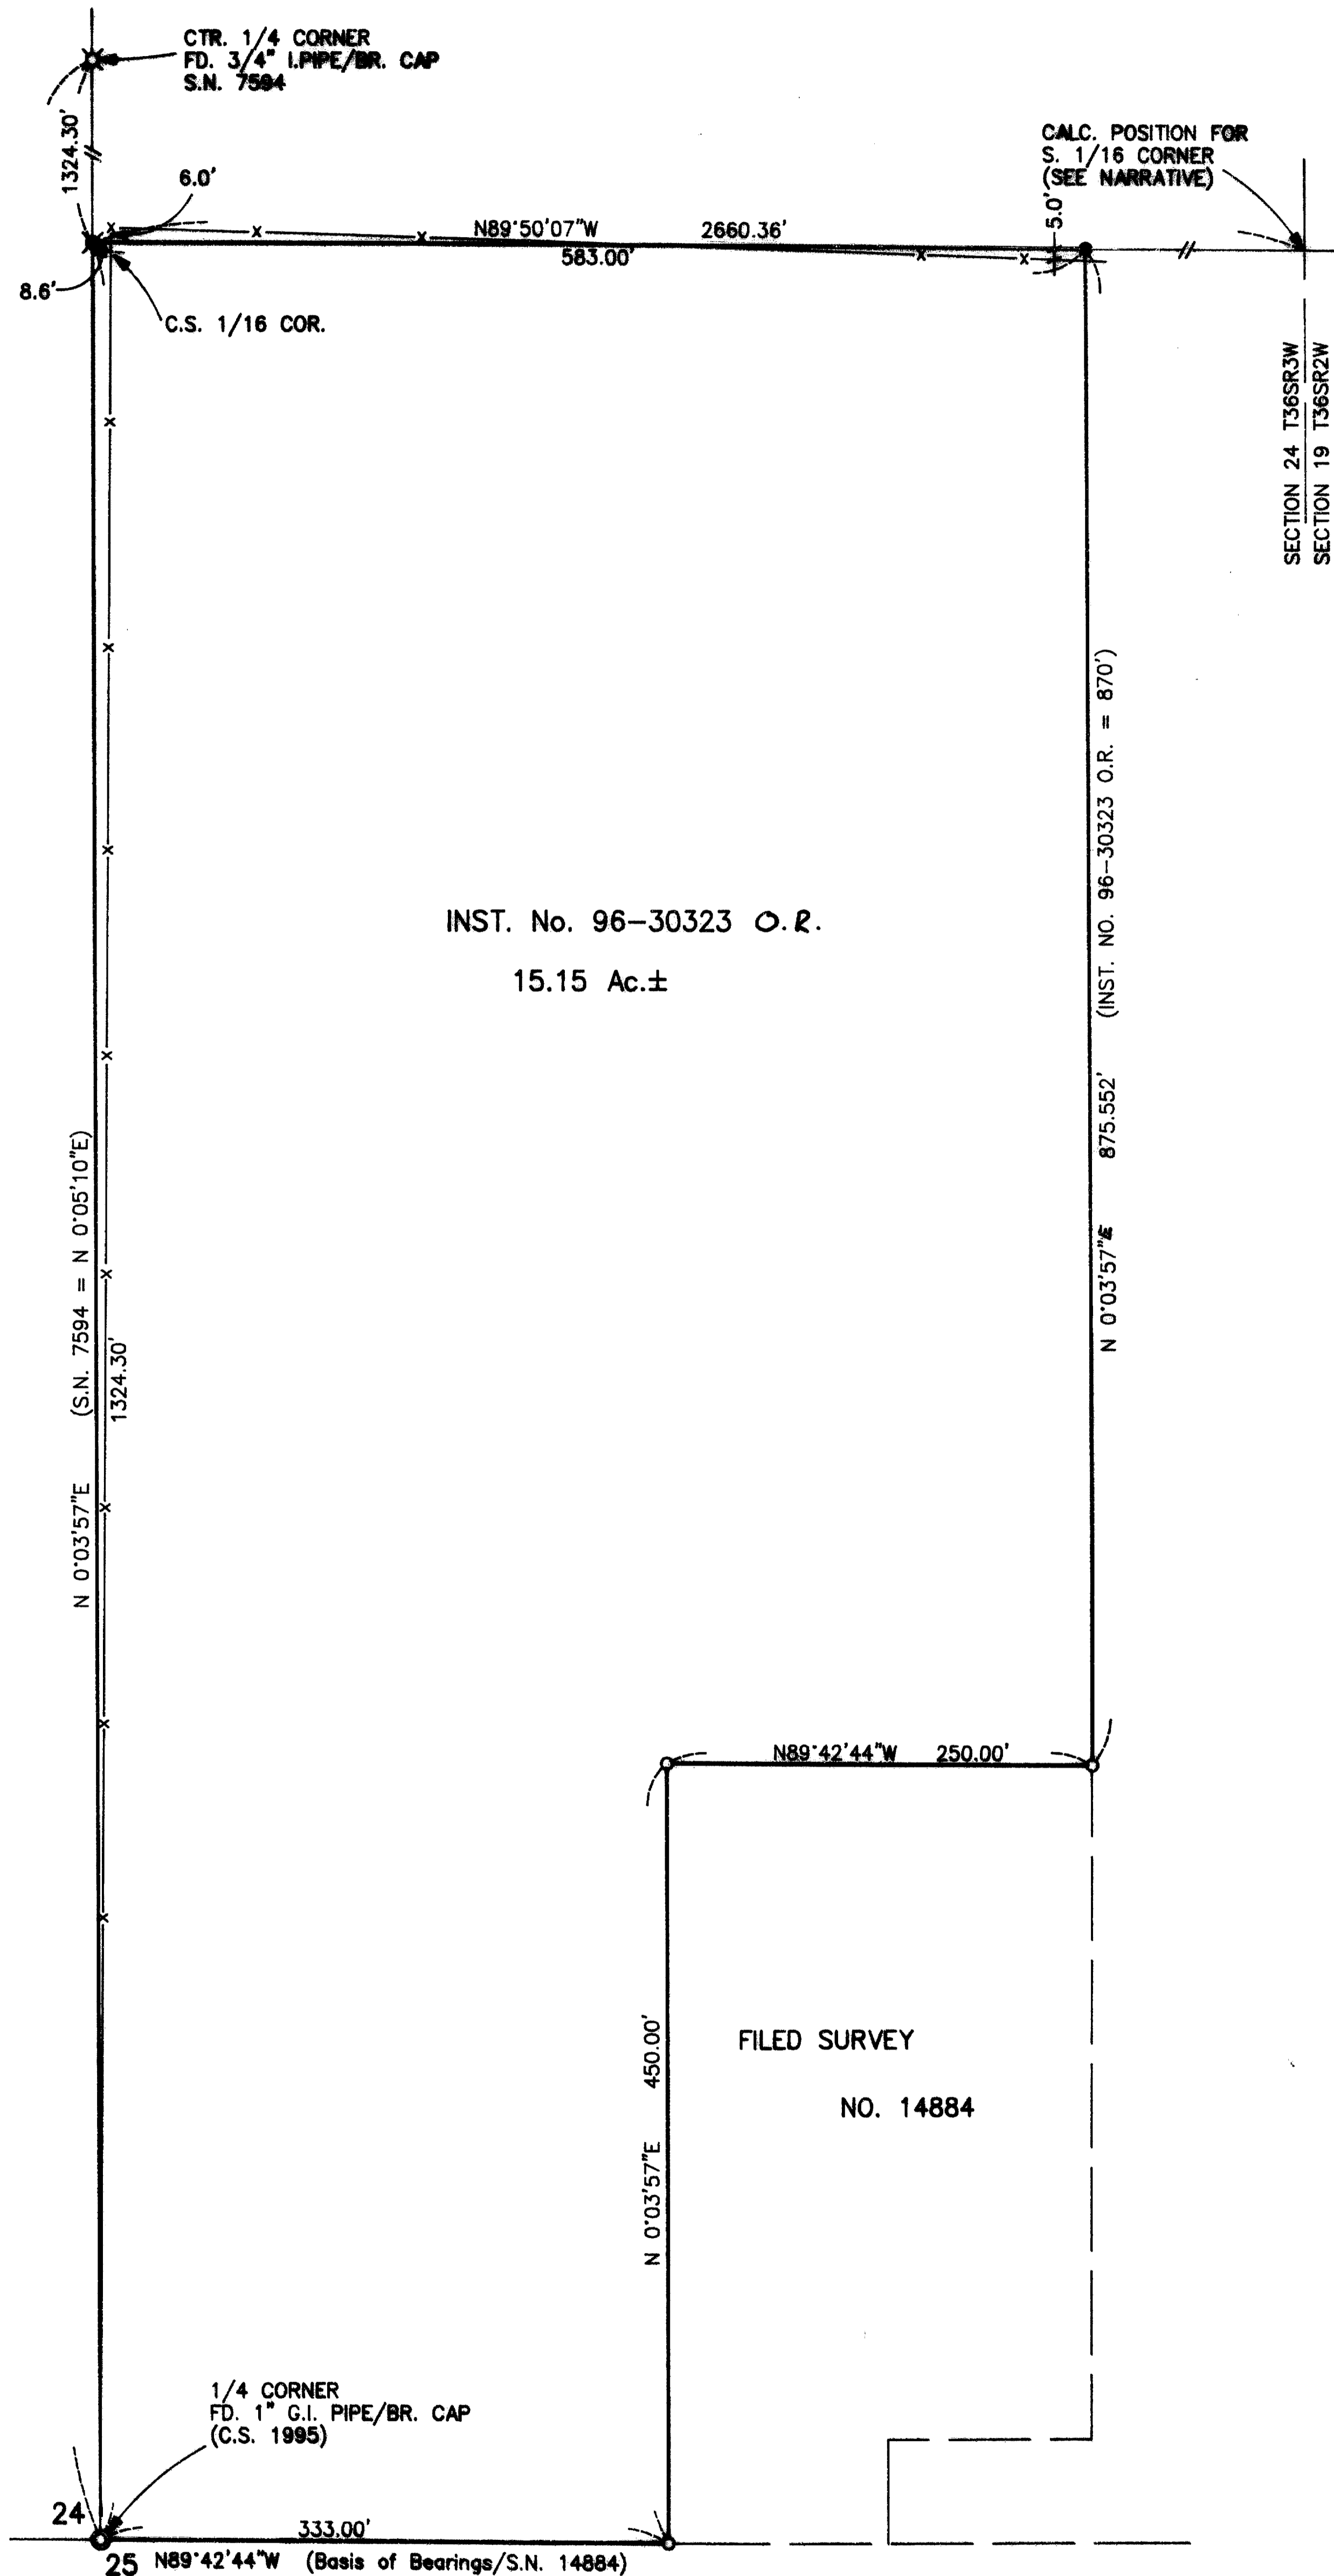 CTR. 1/4 CORNER
FD. 3/4" I.PIPE/BR. CAP
S.N. 7594
1324.30'
6.0'
CALC. POSITION FOR
S. 1/16 CORNER
(SEE NARRATIVE)
5.0'
N89°50'07"W 2660.36'
583.00'
8.6'
C.S. 1/16 COR.
SECTION 24 T36SR3W
SECTION 19 T36SR2W
INST. No. 96-30323 O.R.
15.15 Ac.±
N 0°03'57"E 875.552' (INST. NO. 96-30323 O.R. = 870')
N 0°03'57"E (S.N. 7594 = N 0°05'10"E)
1324.30'
N89°42'44"W 250.00'
N 0°03'57"E 450.00'
FILED SURVEY
NO. 14884
1/4 CORNER
FD. 1" G.I. PIPE/BR. CAP
(C.S. 1995)
24
333.00'
25 N89°42'44"W (Basis of Bearings/S.N. 14884)